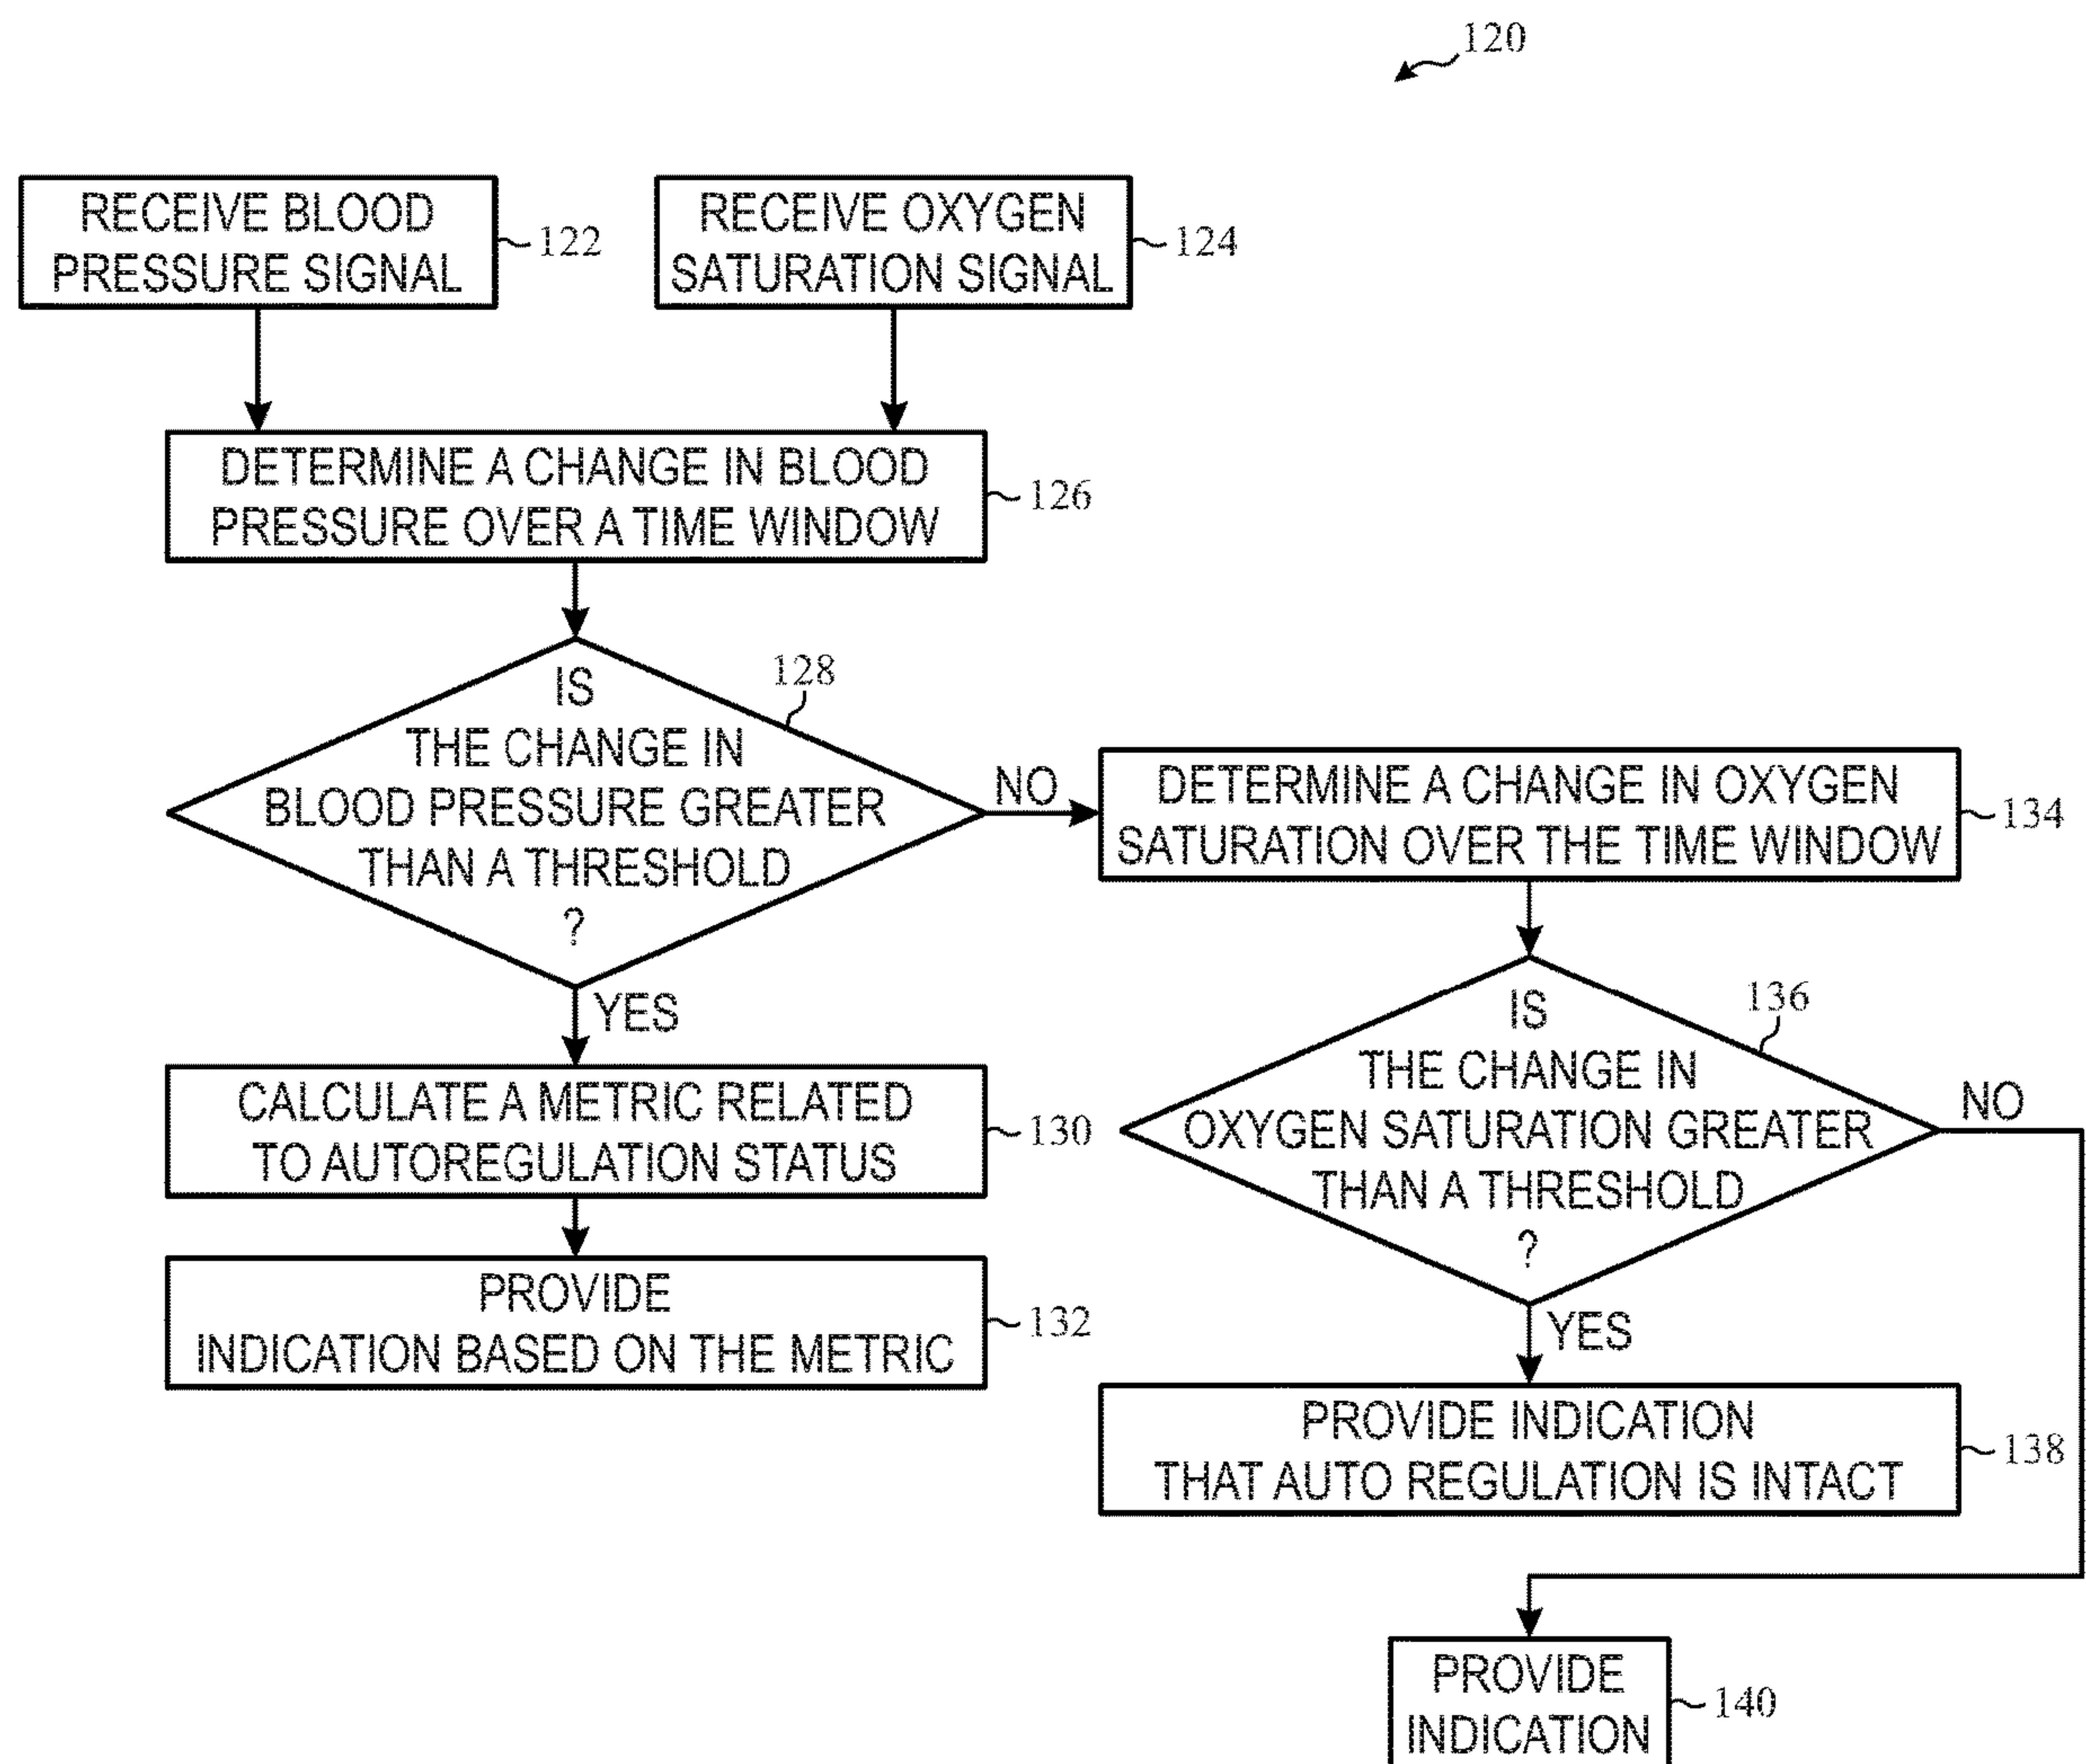 120
RECEIVE BLOOD
PRESSURE SIGNAL
122
RECEIVE OXYGEN
SATURATION SIGNAL
124
DETERMINE A CHANGE IN BLOOD
PRESSURE OVER A TIME WINDOW
126
IS
THE CHANGE IN
BLOOD PRESSURE GREATER
THAN A THRESHOLD
?
128
NO
YES
CALCULATE A METRIC RELATED
TO AUTOREGULATION STATUS
130
PROVIDE
INDICATION BASED ON THE METRIC
132
DETERMINE A CHANGE IN OXYGEN
SATURATION OVER THE TIME WINDOW
134
IS
THE CHANGE IN
OXYGEN SATURATION GREATER
THAN A THRESHOLD
?
136
NO
YES
PROVIDE INDICATION
THAT AUTO REGULATION IS INTACT
138
PROVIDE
INDICATION
140